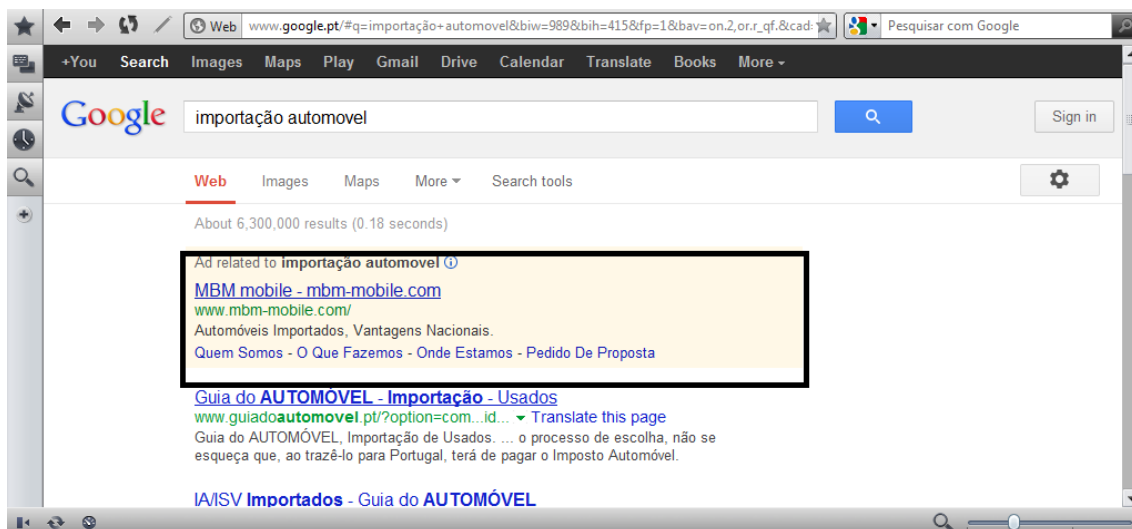 Web www.google.pt/#q=importação+automovel&biw=989&bih=415&fp=1&bav=on.2,or.r_qf.&cad: Pesquisar com Google
+You Search Images Maps Play Gmail Drive Calendar Translate Books More
Google importação automovel Sign in
Web Images Maps More Search tools
About 6,300,000 results (0.18 seconds)
Ad related to importação automovel
MBM mobile - mbm-mobile.com
www.mbm-mobile.com/
Automóveis Importados, Vantagens Nacionais.
Quem Somos - O Que Fazemos - Onde Estamos - Pedido De Proposta
Guia do AUTOMÓVEL - Importação - Usados
www.guiadoautomovel.pt/?option=com...id... Translate this page
Guia do AUTOMÓVEL, Importação de Usados. ... o processo de escolha, não se
esqueça que, ao trazê-lo para Portugal, terá de pagar o Imposto Automóvel.
IA/ISV Importados - Guia do AUTOMÓVEL